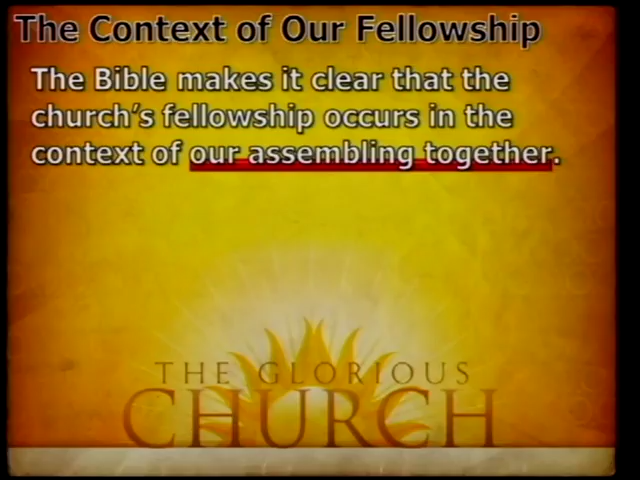 The Context of Our Fellowship
The Bible makes it clear that the
church's fellowship occurs in the
context of our assembling together.
THE GLORIOUS
CHURCH